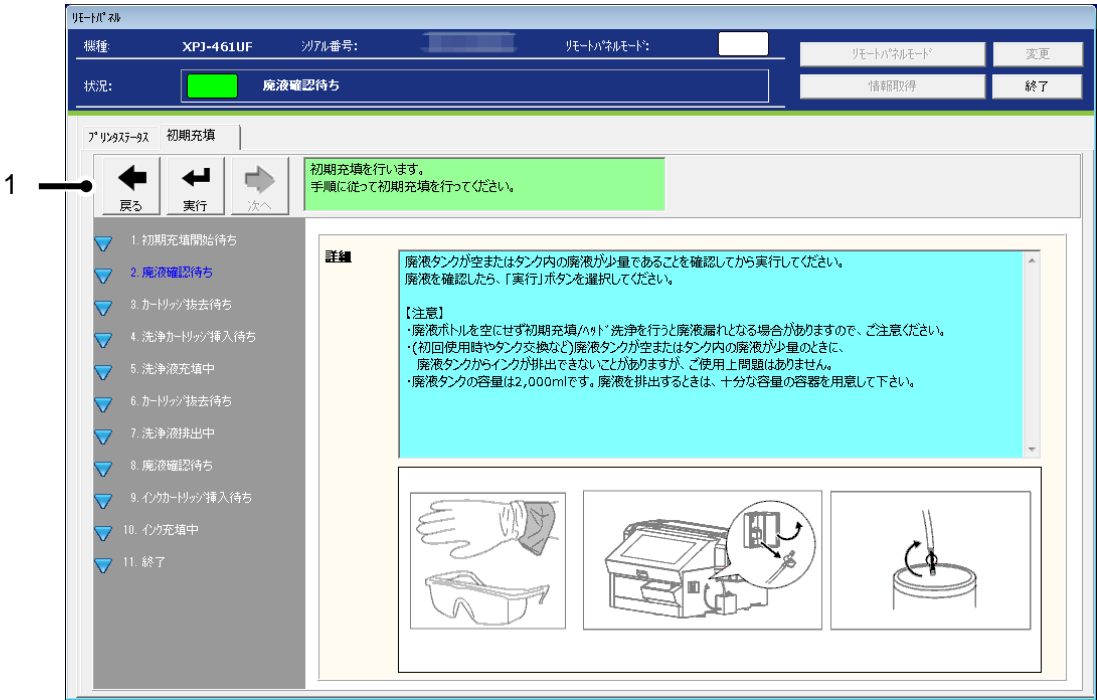 リモートパネル
機種: XPJ-461UF シリアル番号: リモートパネルモード:
リモートパネルモード 変更
状況: 廃液確認待ち
情報取得 終了
プリンタステータス 初期充填
1
戻る 実行 次へ
初期充填を行います。
手順に従って初期充填を行ってください。
1. 初期充填開始待ち
2. 廃液確認待ち
3. カートリッジ抜去待ち
4. 洗浄カートリッジ挿入待ち
5. 洗浄液充填中
6. カートリッジ抜去待ち
7. 洗浄液排出中
8. 廃液確認待ち
9. インクカートリッジ挿入待ち
10. インク充填中
11. 終了
詳細
廃液タンクが空またはタンク内の廃液が少量であることを確認してから実行してください。
廃液を確認したら、「実行」ボタンを選択してください。
【注意】
・廃液ボトルを空にせず初期充填/ヘッド洗浄を行うと廃液漏れとなる場合がありますので、ご注意ください。
・(初回使用時やタンク交換など)廃液タンクが空またはタンク内の廃液が少量のときに、
廃液タンクからインクが排出できないことがありますが、ご使用上問題はありません。
・廃液タンクの容量は2,000mlです。廃液を排出するときは、十分な容量の容器を用意して下さい。